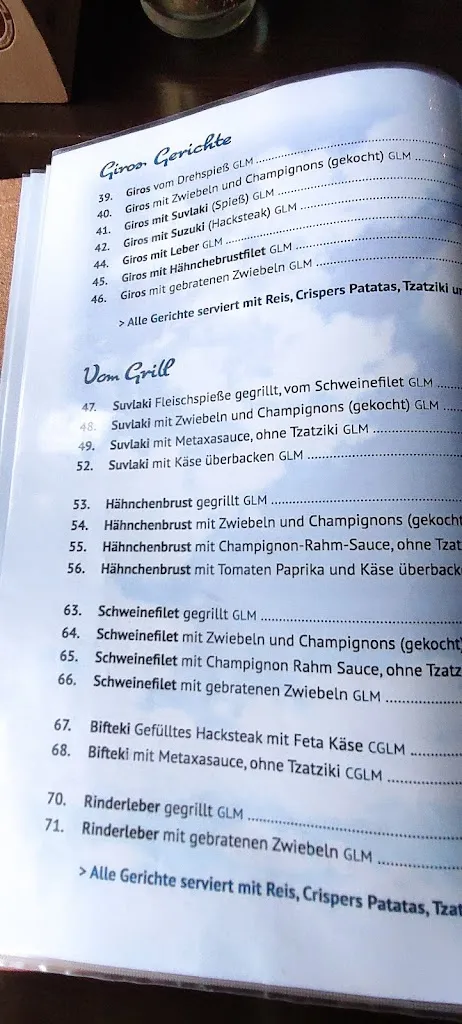 Giros Gerichte
39. Giros vom Drehspieß GLM
40. Giros mit Zwiebeln und Champignons (gekocht) GLM
41. Giros mit Suvlaki (Spieß) GLM
42. Giros mit Suzuki (Hacksteak) GLM
44. Giros mit Leber GLM
45. Giros mit Hähnchebrustfilet GLM
46. Giros mit gebratenen Zwiebeln GLM
> Alle Gerichte serviert mit Reis, Crispers Patatas, Tzatziki
Vom Grill
47. Suvlaki Fleischspieße gegrillt, vom Schweinefilet GLM
48. Suvlaki mit Zwiebeln und Champignons (gekocht) GLM
49. Suvlaki mit Metaxasauce, ohne Tzatziki GLM
52. Suvlaki mit Käse überbacken GLM
53. Hähnchenbrust gegrillt GLM
54. Hähnchenbrust mit Zwiebeln und Champignons (gekocht
55. Hähnchenbrust mit Champignon-Rahm-Sauce, ohne Tzat
56. Hähnchenbrust mit Tomaten Paprika und Käse überback
63. Schweinefilet gegrillt GLM
64. Schweinefilet mit Zwiebeln und Champignons (gekocht)
65. Schweinefilet mit Champignon Rahm Sauce, ohne Tzatz
66. Schweinefilet mit gebratenen Zwiebeln GLM
67. Bifteki Gefülltes Hacksteak mit Feta Käse CGLM
68. Bifteki mit Metaxasauce, ohne Tzatziki CGLM
70. Rinderleber gegrillt GLM
71. Rinderleber mit gebratenen Zwiebeln GLM
> Alle Gerichte serviert mit Reis, Crispers Patatas, Tzat